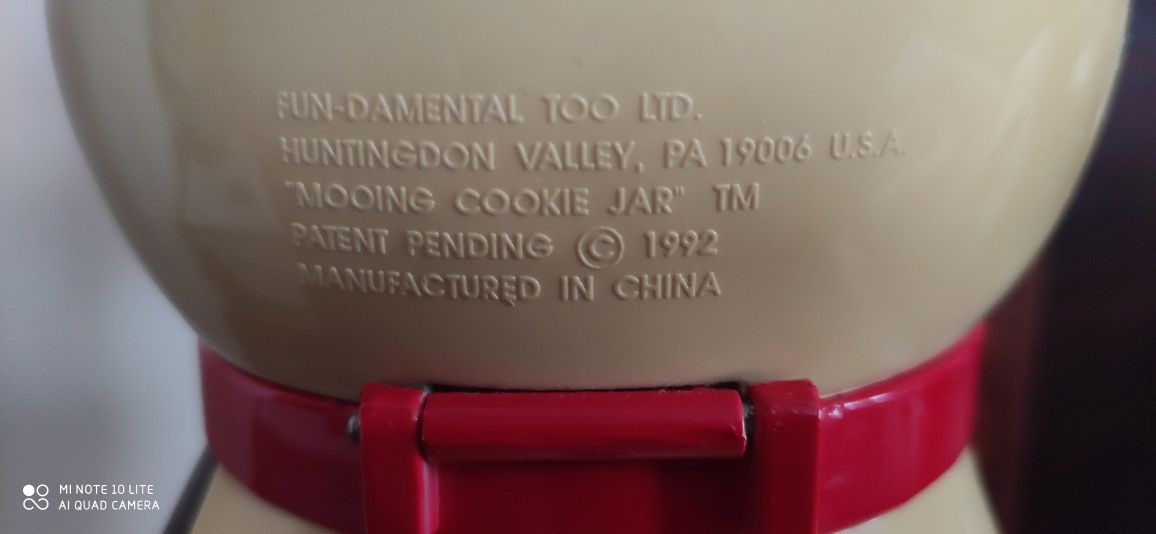 FUN-DAMENTAL TOO LTD.
HUNTINGDON VALLEY, PA 19006 U.S.A.
"MOOING COOKIE JAR" TM
PATENT PENDING © 1992
MANUFACTURED IN CHINA
MI NOTE 10 LITE
AI QUAD CAMERA